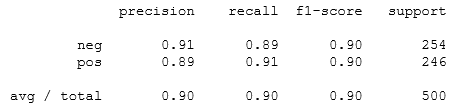 precision recall f1-score support
neg 0.91 0.89 0.90 254
pos 0.89 0.91 0.90 246
avg / total 0.90 0.90 0.90 500